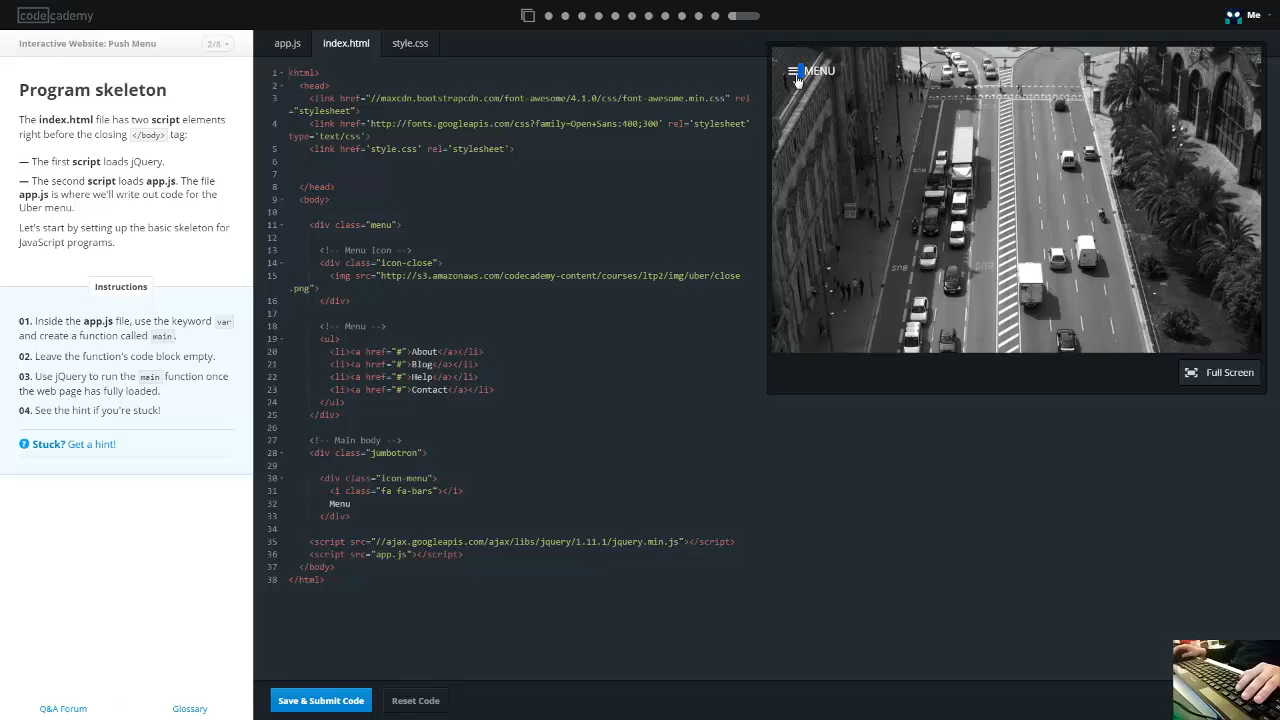 codecademy
Me
Interactive Website: Push Menu
2/8
app.js
index.html
style.css
Program skeleton
The index.html file has two script elements
right before the closing </body> tag:
— The first script loads jQuery.
— The second script loads app.js. The file
app.js is where we'll write out code for the
Uber menu.
Let's start by setting up the basic skeleton for
JavaScript programs.
Instructions
01. Inside the app.js file, use the keyword var
and create a function called main.
02. Leave the function's code block empty.
03. Use jQuery to run the main function once
the web page has fully loaded.
04. See the hint if you're stuck!
Stuck? Get a hint!
Q&A Forum
Glossary
1 <html>
2 <head>
3 <link href="//maxcdn.bootstrapcdn.com/font-awesome/4.1.0/css/font-awesome.min.css" rel
="stylesheet">
4 <link href='http://fonts.googleapis.com/css?family=Open+Sans:400;300' rel='stylesheet'
type='text/css'>
5 <link href='style.css' rel='stylesheet'>
6
7
8 </head>
9 <body>
10
11 <div class="menu">
12
13 <!-- Menu icon -->
14 <div class="icon-close">
15 <img src="http://s3.amazonaws.com/codecademy-content/courses/ltp2/img/uber/close
.png">
16 </div>
17
18 <!-- Menu -->
19 <ul>
20 <li><a href="#">About</a></li>
21 <li><a href="#">Blog</a></li>
22 <li><a href="#">Help</a></li>
23 <li><a href="#">Contact</a></li>
24 </ul>
25 </div>
26
27 <!-- Main body -->
28 <div class="jumbotron">
29
30 <div class="icon-menu">
31 <i class="fa fa-bars"></i>
32 Menu
33 </div>
34
35 <script src="//ajax.googleapis.com/ajax/libs/jquery/1.11.1/jquery.min.js"></script>
36 <script src="app.js"></script>
37 </body>
38 </html>
MENU
BUS
BUS
Full Screen
Save & Submit Code
Reset Code